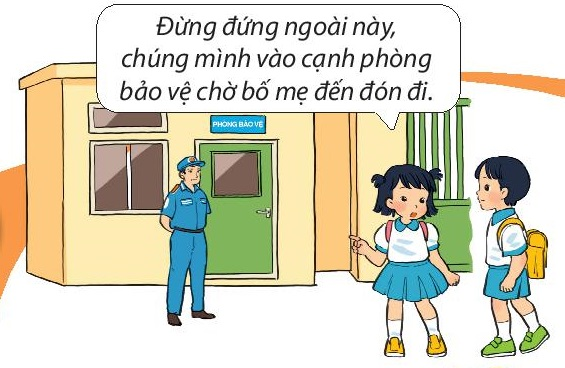 Đừng đứng ngoài này,
chúng mình vào cạnh phòng
bảo vệ chờ bố mẹ đến đón đi.
PHÒNG BẢO VỆ